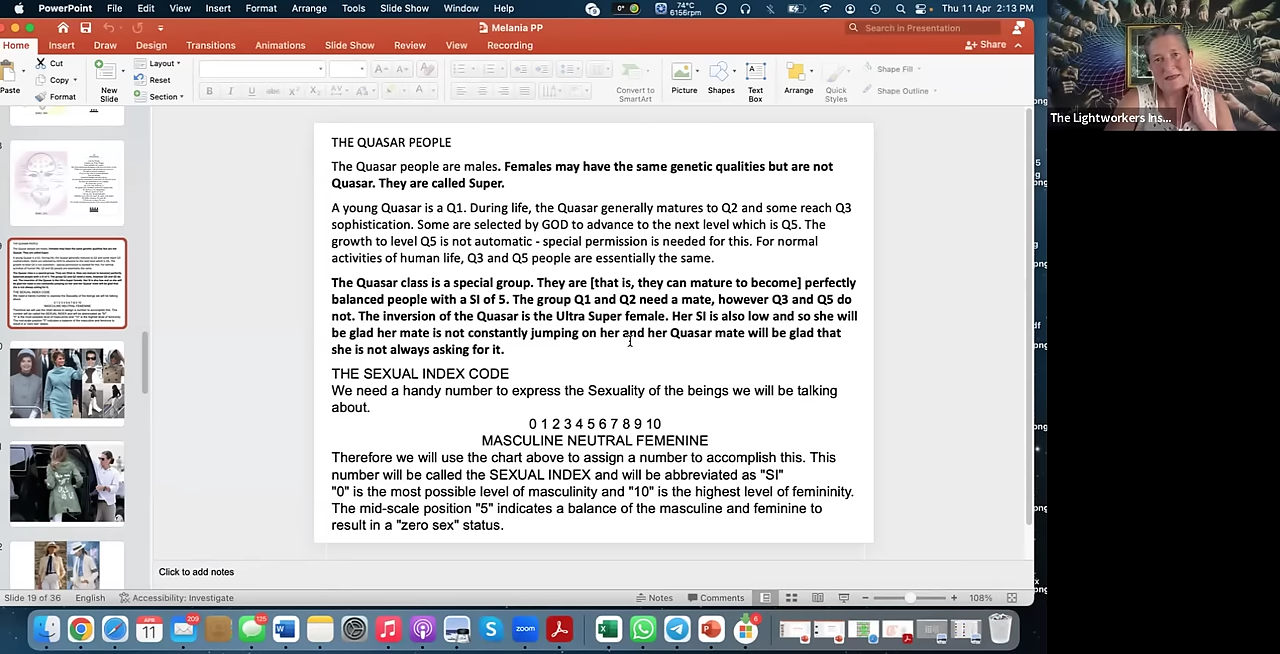 PowerPoint File Edit View Insert Format Arrange Tools Slide Show Window Help
74°C
6156rpm
Thu 11 Apr 2:13 PM
Melania PP
Search in Presentation
Home Insert Draw Design Transitions Animations Slide Show Review View Recording
Share
Paste
Cut
Copy
Format
New
Slide
Layout
Reset
Section
Convert to
SmartArt
Picture
Shapes
Text
Box
Arrange
Quick
Styles
Shape Fill
Shape Outline
The Lightworkers Ins...
THE QUASAR PEOPLE
The Quasar people are males. Females may have the same genetic qualities but are not
Quasar. They are called Super.
A young Quasar is a Q1. During life, the Quasar generally matures to Q2 and some reach Q3
sophistication. Some are selected by GOD to advance to the next level which is Q5. The
growth to level Q5 is not automatic - special permission is needed for this. For normal
activities of human life, Q3 and Q5 people are essentially the same.
The Quasar class is a special group. They are [that is, they can mature to become] perfectly
balanced people with a SI of 5. The group Q1 and Q2 need a mate, however Q3 and Q5 do
not. The inversion of the Quasar is the Ultra Super female. Her SI is also low and so she will
be glad her mate is not constantly jumping on her and her Quasar mate will be glad that
she is not always asking for it.
THE SEXUAL INDEX CODE
We need a handy number to express the Sexuality of the beings we will be talking
about.
0 1 2 3 4 5 6 7 8 9 10
MASCULINE NEUTRAL FEMENINE
Therefore we will use the chart above to assign a number to accomplish this. This
number will be called the SEXUAL INDEX and will be abbreviated as "SI"
"0" is the most possible level of masculinity and "10" is the highest level of femininity.
The mid-scale position "5" indicates a balance of the masculine and feminine to
result in a "zero sex" status.
Click to add notes
Slide 19 of 36 English Accessibility: Investigate
Notes Comments
108%
APR
11
209
125
zoom
6